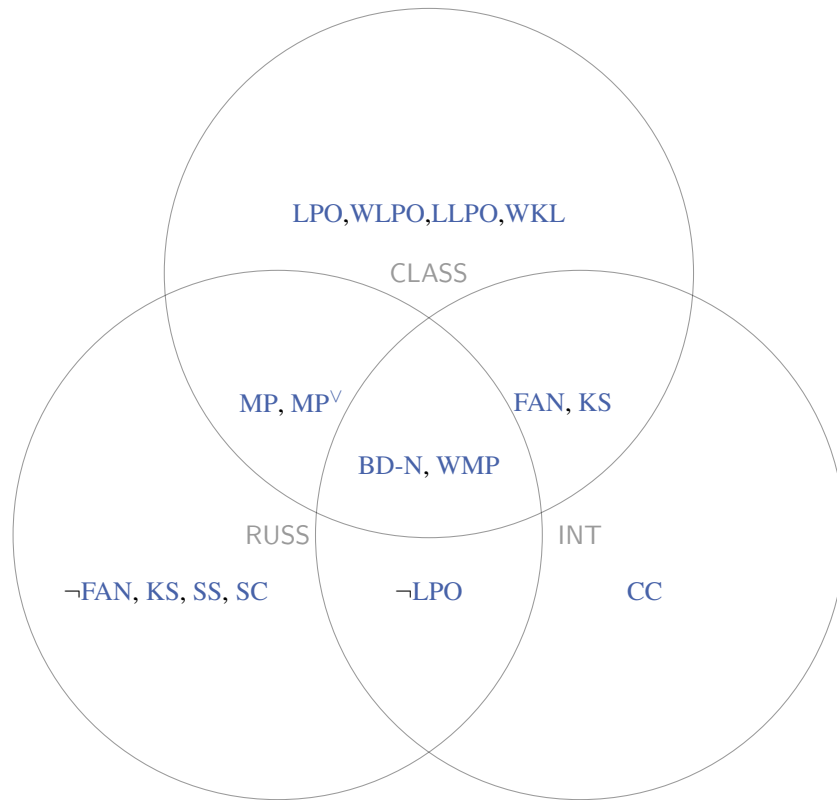 LPO,WLPO,LLPO,WKL
CLASS
MP, MP∨
FAN, KS
BD-N, WMP
RUSS
INT
¬FAN, KS, SS, SC
¬LPO
CC